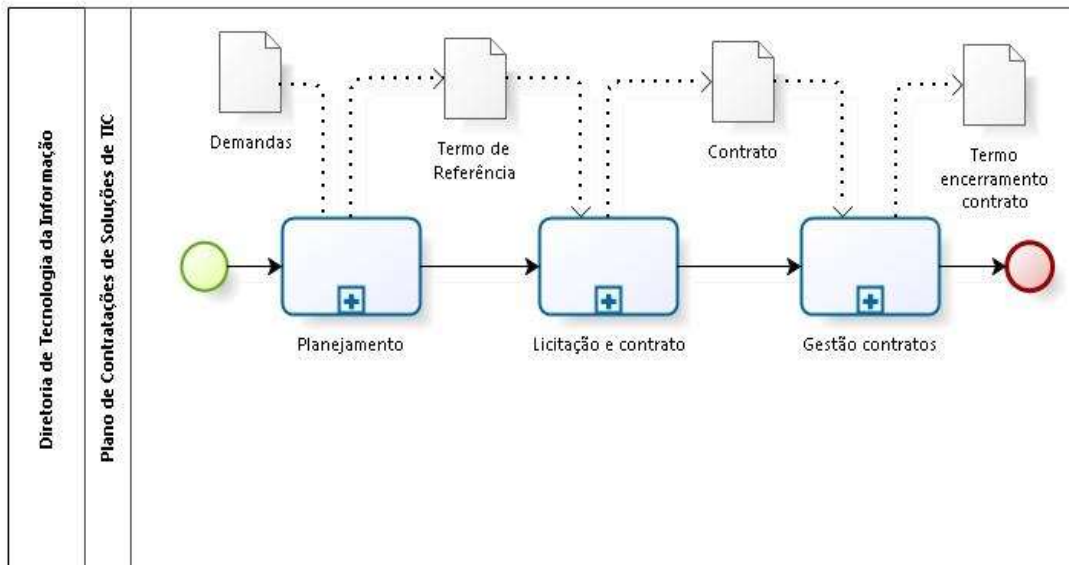 Diretoria de Tecnologia da Informação
Plano de Contratações de Soluções de TIC
Demandas
Termo de
Referência
Contrato
Termo
encerramento
contrato
Planejamento
Licitação e contrato
Gestão contratos